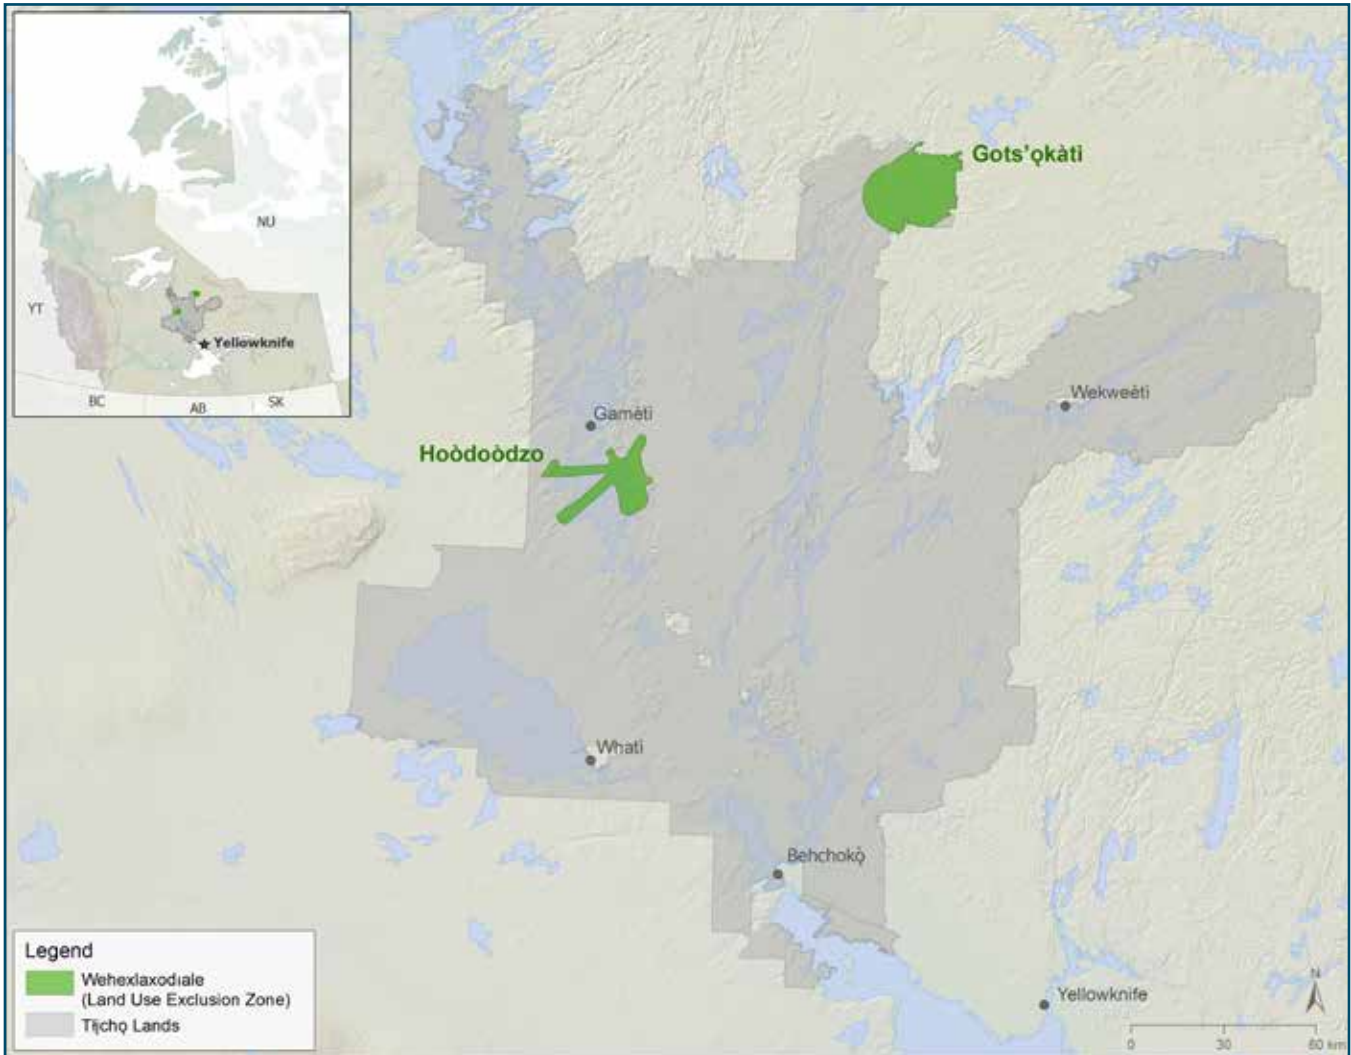 NU
YT
Yellowknife
BC
AB
SK
Gots’ǫkàtì
Wekweètì
Gamètì
Hoòdoòdzo
Whatì
Behchokǫ̀
Yellowknife
Legend
Wehexlaxodıale
(Land Use Exclusion Zone)
Tłı̨chǫ Lands
N
0 30 60 km